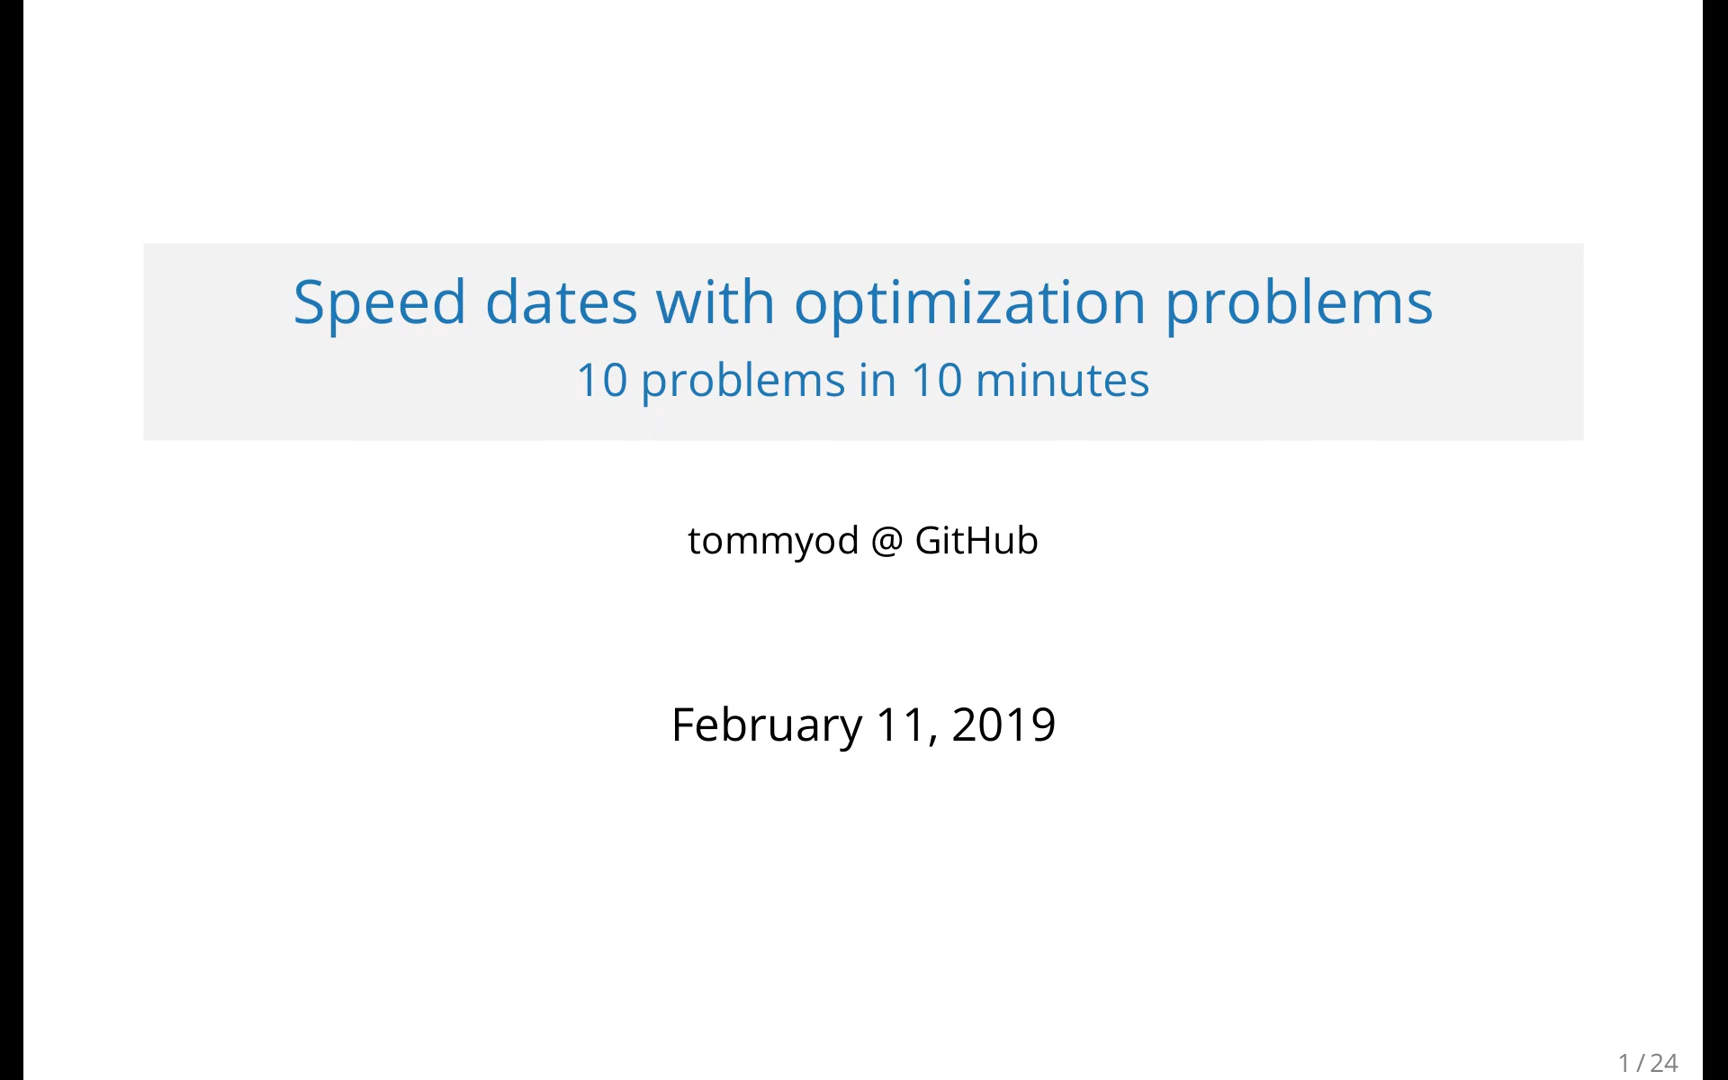 Speed dates with optimization problems
10 problems in 10 minutes
tommyod @ GitHub
February 11, 2019
1 / 24